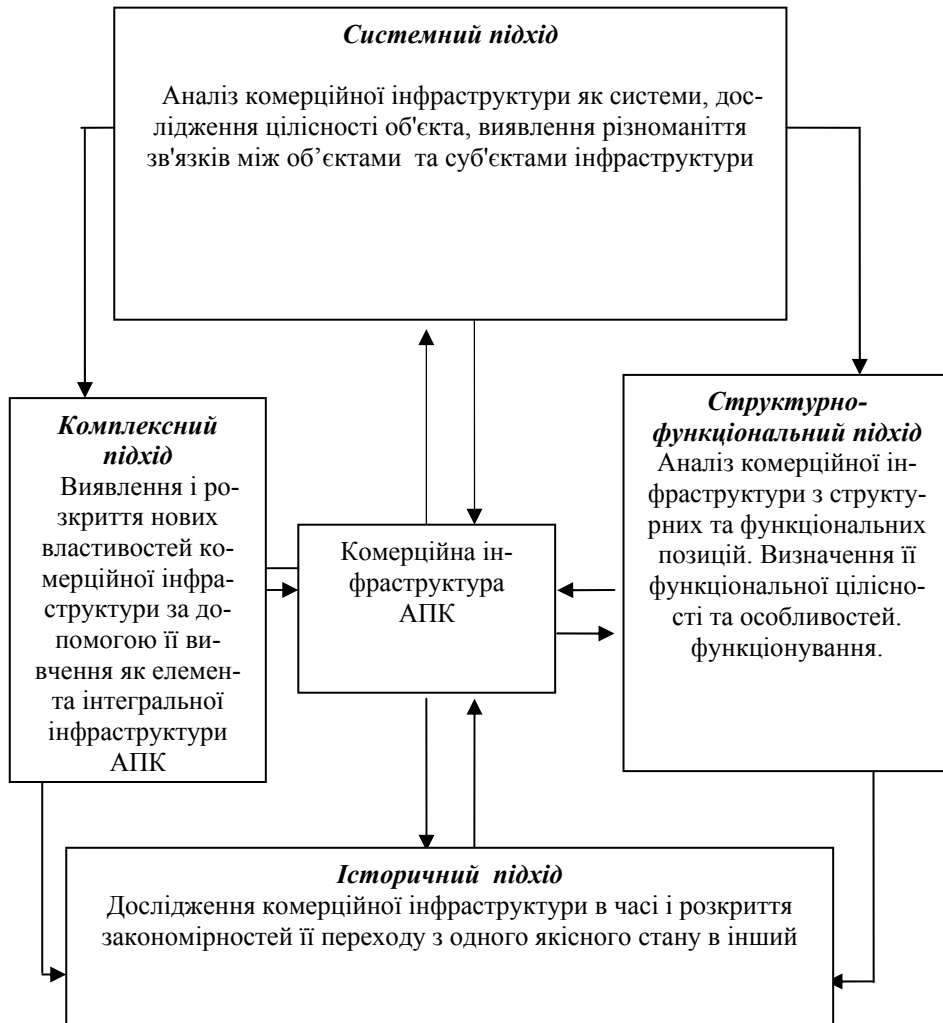 Системний підхід
Аналіз комерційної інфраструктури як системи, дос-
лідження цілісності об'єкта, виявлення різноманіття
зв'язків між об’єктами та суб'єктами інфраструктури
Комплексний
підхід
Виявлення і ро-
зкриття нових
властивостей ко-
мерційної інфра-
структури за до-
помогою її ви-
вчення як елемен-
та інтегральної
інфраструктури
АПК
Комерційна ін-
фраструктура
АПК
Структурно-
функціональний підхід
Аналіз комерційної ін-
фраструктури з структу-
рних та функціональних
позицій. Визначення її
функціональної цілісно-
сті та особливостей.
функціонування.
Історичний підхід
Дослідження комерційної інфраструктури в часі і розкриття
закономірностей її переходу з одного якісного стану в інший